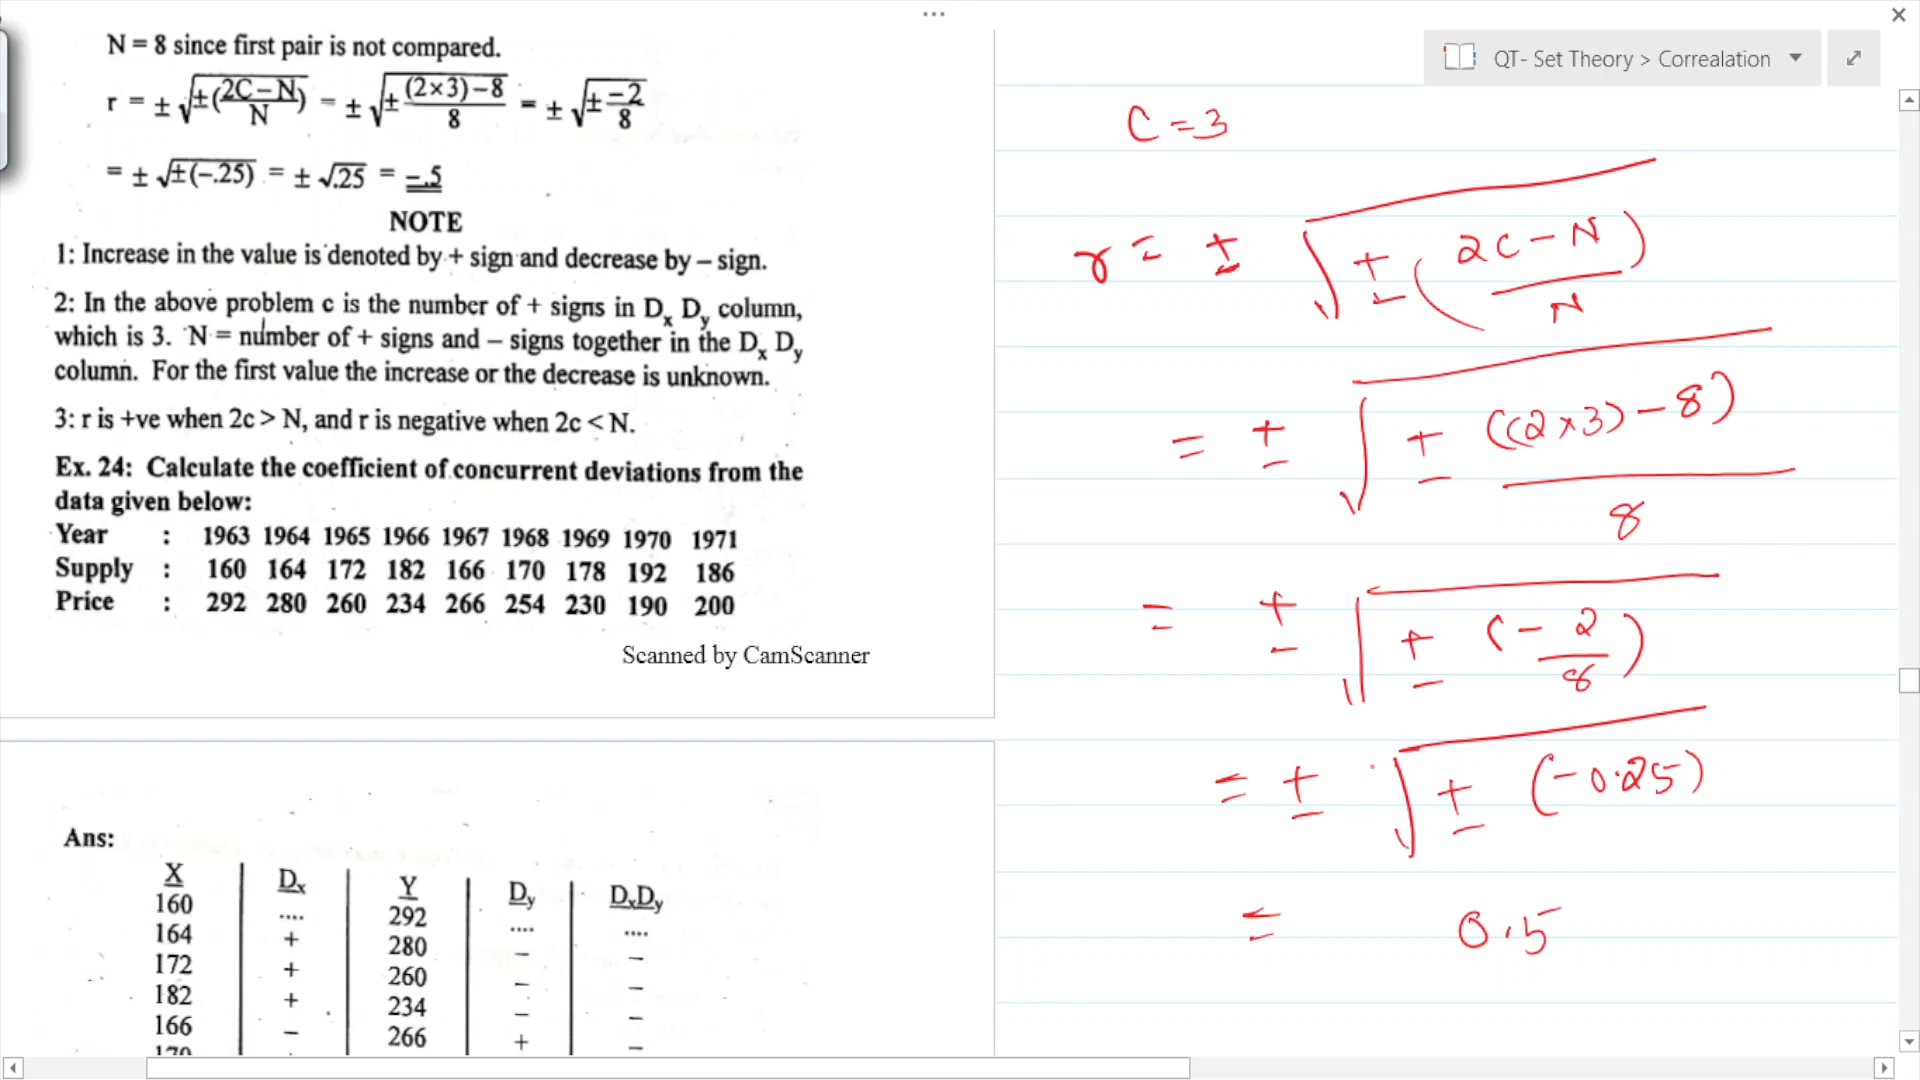 N = 8 since first pair is not compared.
r = ± √±(2C−N)/N = ± √±(2×3)−8/8 = ± √±−2/8
= ± √±(−.25) = ± √.25 = −.5
NOTE
1: Increase in the value is denoted by + sign and decrease by – sign.
2: In the above problem c is the number of + signs in Dx Dy column,
which is 3. N = number of + signs and – signs together in the Dx Dy
column. For the first value the increase or the decrease is unknown.
3: r is +ve when 2c > N, and r is negative when 2c < N.
Ex. 24: Calculate the coefficient of concurrent deviations from the
data given below:
Year : 1963 1964 1965 1966 1967 1968 1969 1970 1971
Supply : 160 164 172 182 166 170 178 192 186
Price : 292 280 260 234 266 254 230 190 200
Scanned by CamScanner
Ans:
X Dx Y Dy DxDy
160 .... 292 .... ....
164 + 280 – –
172 + 260 – –
182 + 234 – –
166 – 266 + –
170
QT- Set Theory > Correalation
C = 3
r = ± √±(2C−N/N)
= ± √±((2×3)−8)/8
= ± √±(−2/8)
= ± √±(−0.25)
= 0.5